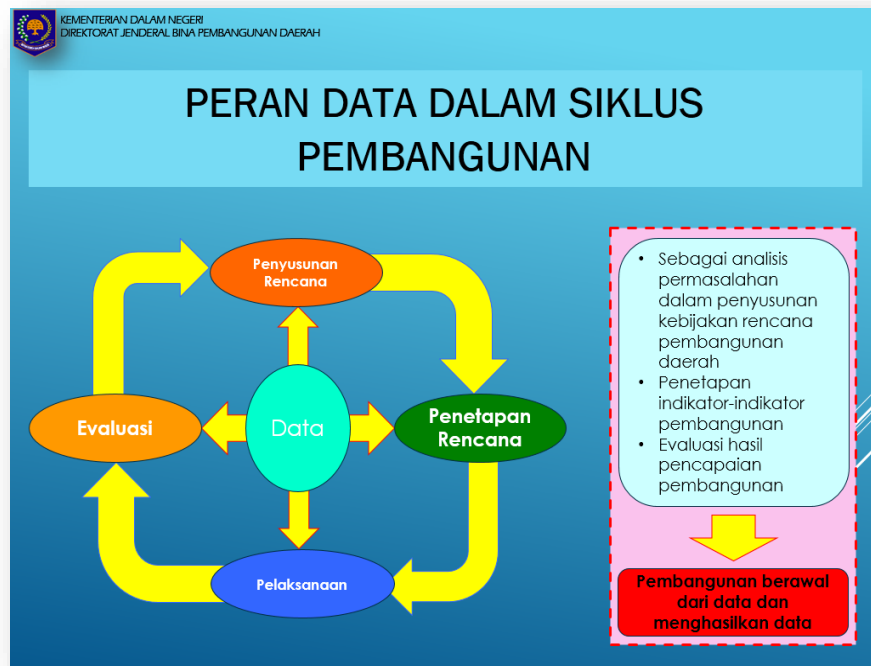 KEMENTERIAN DALAM NEGERI
DIREKTORAT JENDERAL BINA PEMBANGUNAN DAERAH
PERAN DATA DALAM SIKLUS
PEMBANGUNAN
Penyusunan
Rencana
Evaluasi
Data
Penetapan
Rencana
Pelaksanaan
• Sebagai analisis
permasalahan
dalam penyusunan
kebijakan rencana
pembangunan
daerah
• Penetapan
indikator-indikator
pembangunan
• Evaluasi hasil
pencapaian
pembangunan
Pembangunan berawal
dari data dan
menghasilkan data